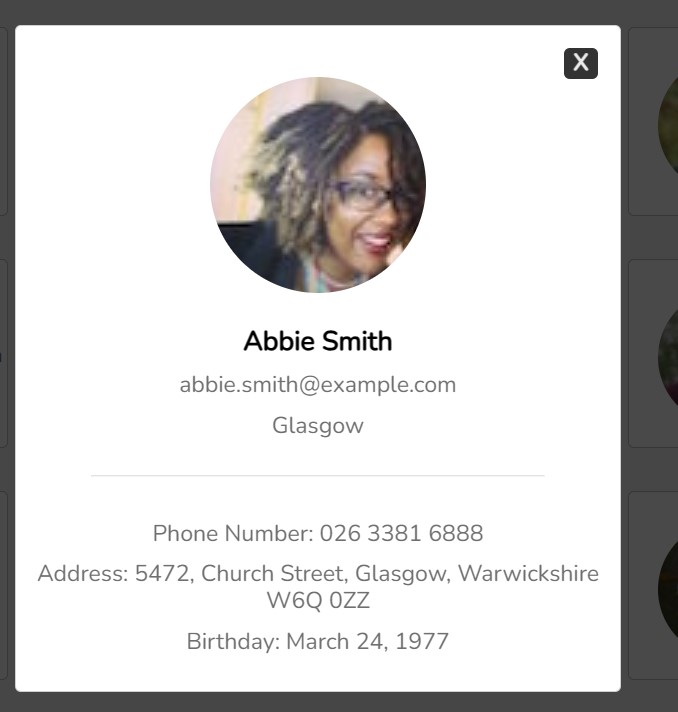 X
Abbie Smith
abbie.smith@example.com
Glasgow
Phone Number: 026 3381 6888
Address: 5472, Church Street, Glasgow, Warwickshire
W6Q 0ZZ
Birthday: March 24, 1977